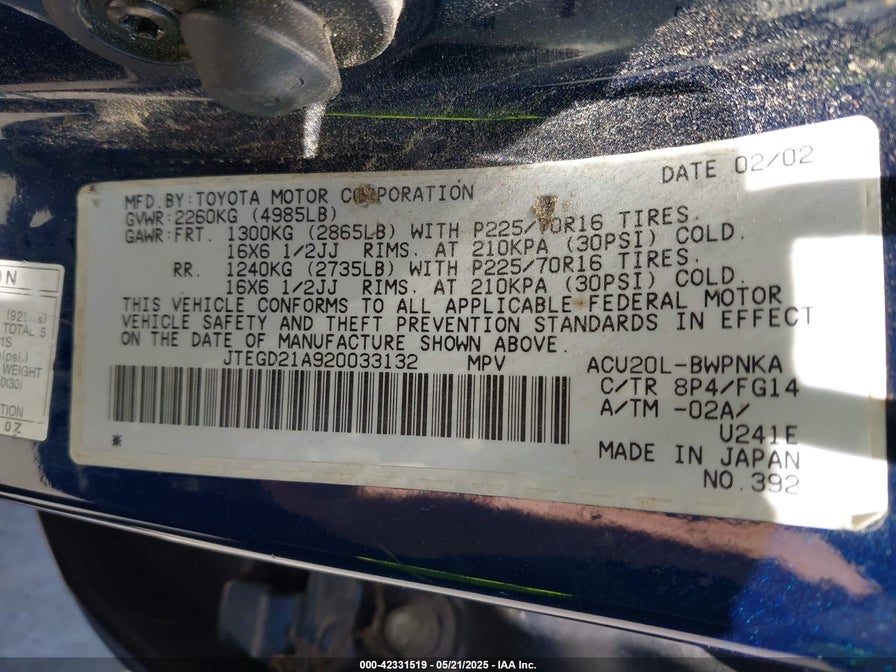 DATE 02/02
MFD.BY:TOYOTA MOTOR CORPORATION
GVWR:2260KG (4985LB)
GAWR:FRT. 1300KG (2865LB) WITH P225/70R16 TIRES.
16X6 1/2JJ RIMS. AT 210KPA (30PSI) COLD.
RR. 1240KG (2735LB) WITH P225/70R16 TIRES.
16X6 1/2JJ RIMS. AT 210KPA (30PSI) COLD.
THIS VEHICLE CONFORMS TO ALL APPLICABLE FEDERAL MOTOR
VEHICLE SAFETY AND THEFT PREVENTION STANDARDS IN EFFECT
ON THE DATE OF MANUFACTURE SHOWN ABOVE.
JTEGD21A920033132 MPV ACU20L-BWPNKA
C/TR 8P4/FG14
A/TM -02A/
U241E
*
MADE IN JAPAN
NO.392
ON
TOTAL 5
WEIGHT
000-42331519 - 05/21/2025 - IAA Inc.